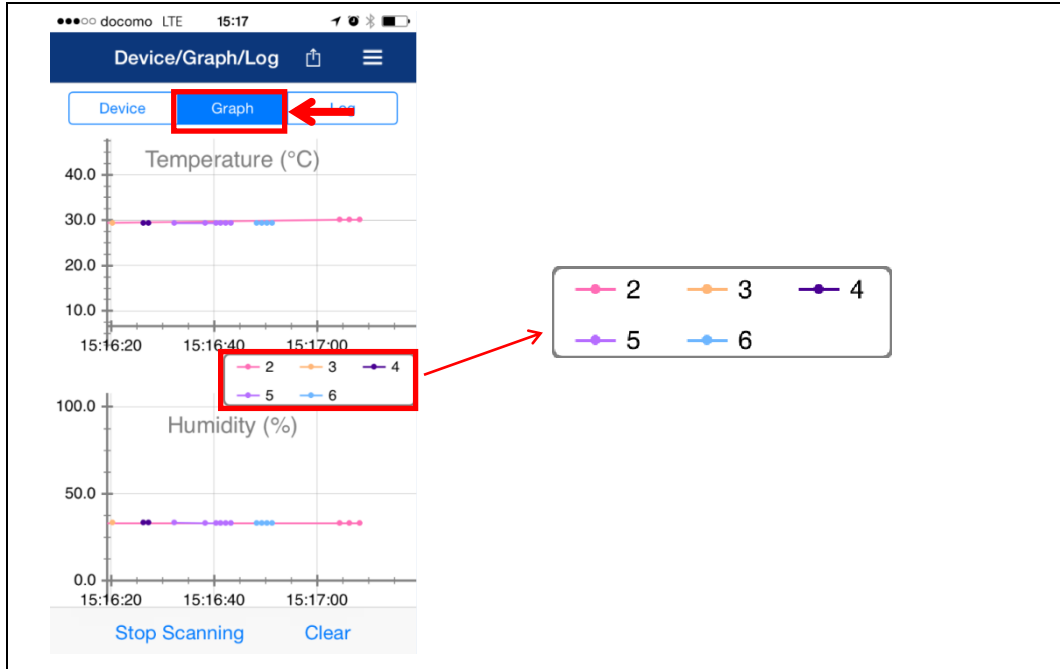 ●●●○○ docomo LTE 15:17
Device/Graph/Log
Device Graph Log
Temperature (°C)
40.0
30.0
20.0
10.0
15:16:20 15:16:40 15:17:00
2 3 4
5 6
2 3 4
5 6
100.0
Humidity (%)
50.0
0.0
15:16:20 15:16:40 15:17:00
Stop Scanning Clear